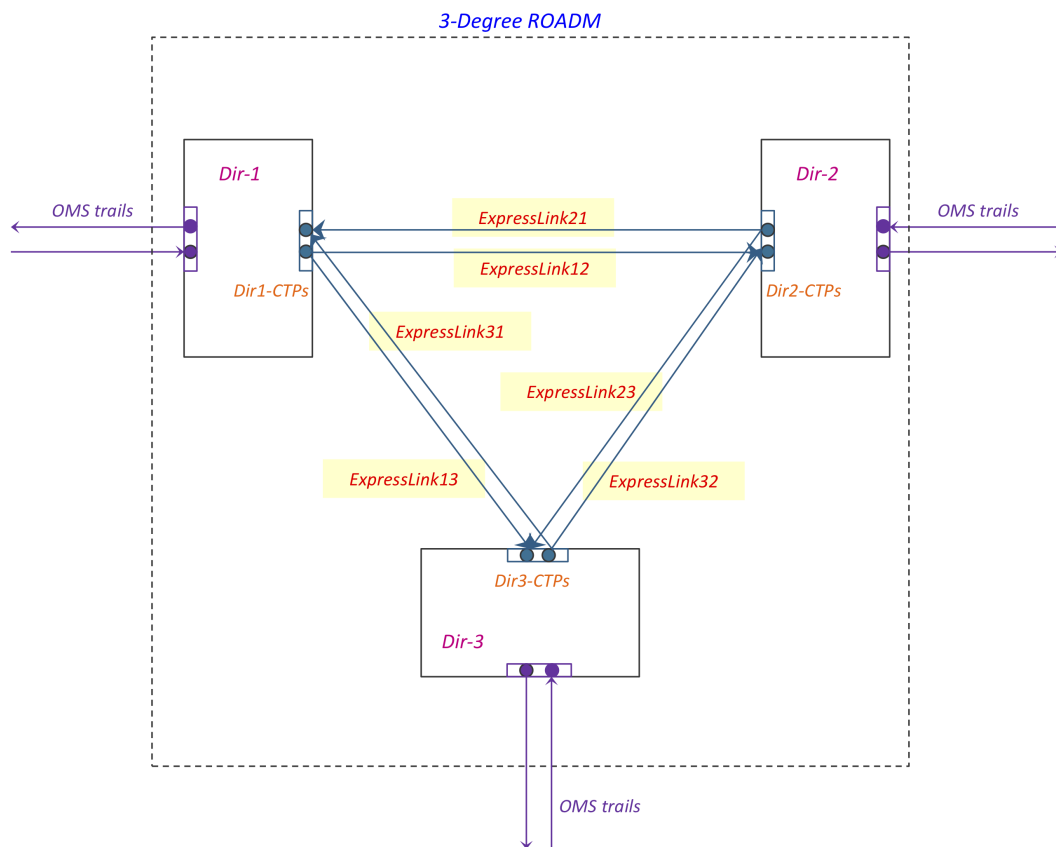 3-Degree ROADM
Dir-1
Dir-2
OMS trails
ExpressLink21
OMS trails
ExpressLink12
Dir1-CTPs
Dir2-CTPs
ExpressLink31
ExpressLink23
ExpressLink13
ExpressLink32
Dir3-CTPs
Dir-3
OMS trails